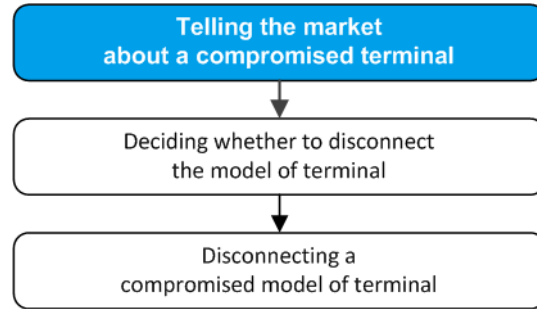 Telling the market
about a compromised terminal
Deciding whether to disconnect
the model of terminal
Disconnecting a
compromised model of terminal